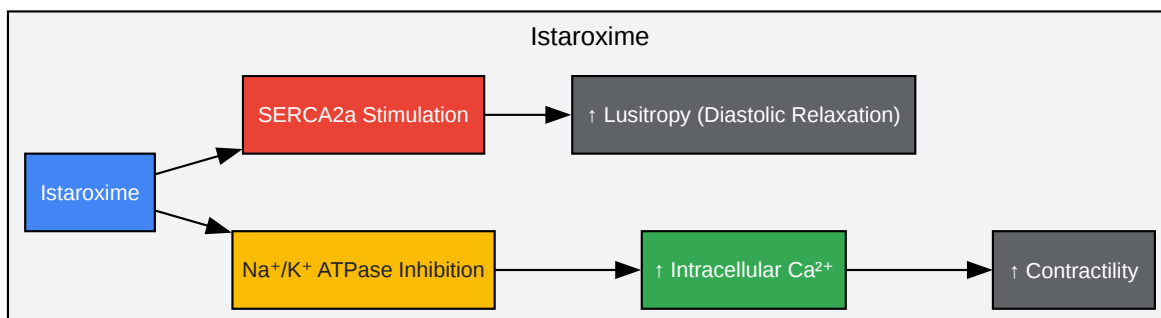 Istaroxime
SERCA2a Stimulation
↑ Lusitropy (Diastolic Relaxation)
Istaroxime
Na⁺/K⁺ ATPase Inhibition
↑ Intracellular Ca²⁺
↑ Contractility